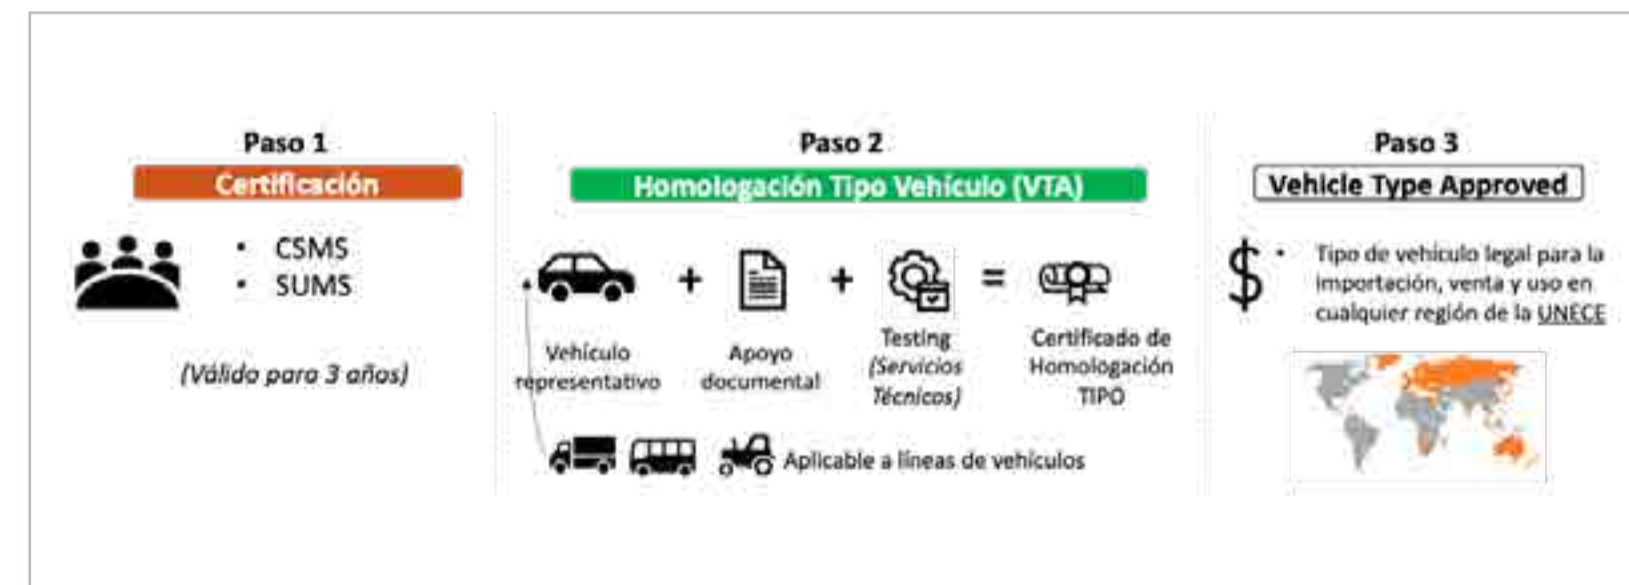 Paso 1
Certificación
• CSMS
• SUMS
(Válido para 3 años)
Paso 2
Homologación Tipo Vehículo (VTA)
+ + =
Vehículo
representativo
Apoyo
documental
Testing
(Servicios
Técnicos)
Certificado de
Homologación
TIPO
Aplicable a líneas de vehículos
Paso 3
Vehicle Type Approved
$
• Tipo de vehículo legal para la
importación, venta y uso en
cualquier región de la UNECE